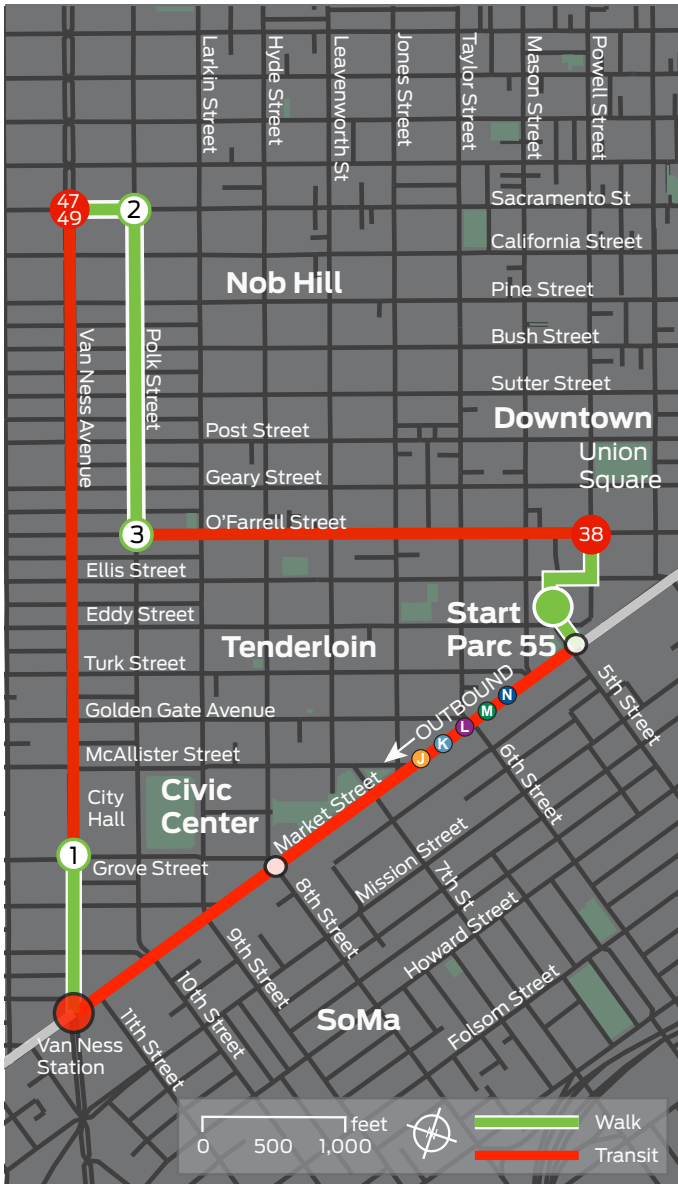 Larkin Street
Hyde Street
Leavenworth St
Jones Street
Taylor Street
Mason Street
Powell Street
47
49
2
Sacramento St
California Street
Nob Hill
Pine Street
Van Ness Avenue
Polk Street
Bush Street
Sutter Street
Downtown
Post Street
Union
Square
Geary Street
O'Farrell Street
3
38
Ellis Street
Eddy Street
Start
Parc 55
Tenderloin
Turk Street
5th Street
OUTBOUND
N
M
L
K
J
Golden Gate Avenue
McAllister Street
6th Street
City
Hall
Civic
Center
Market Street
1
Grove Street
Mission Street
7th St
8th Street
Howard Street
9th Street
10th Street
Folsom Street
SoMa
11th Street
Van Ness
Station
feet
0 500 1,000
Walk
Transit